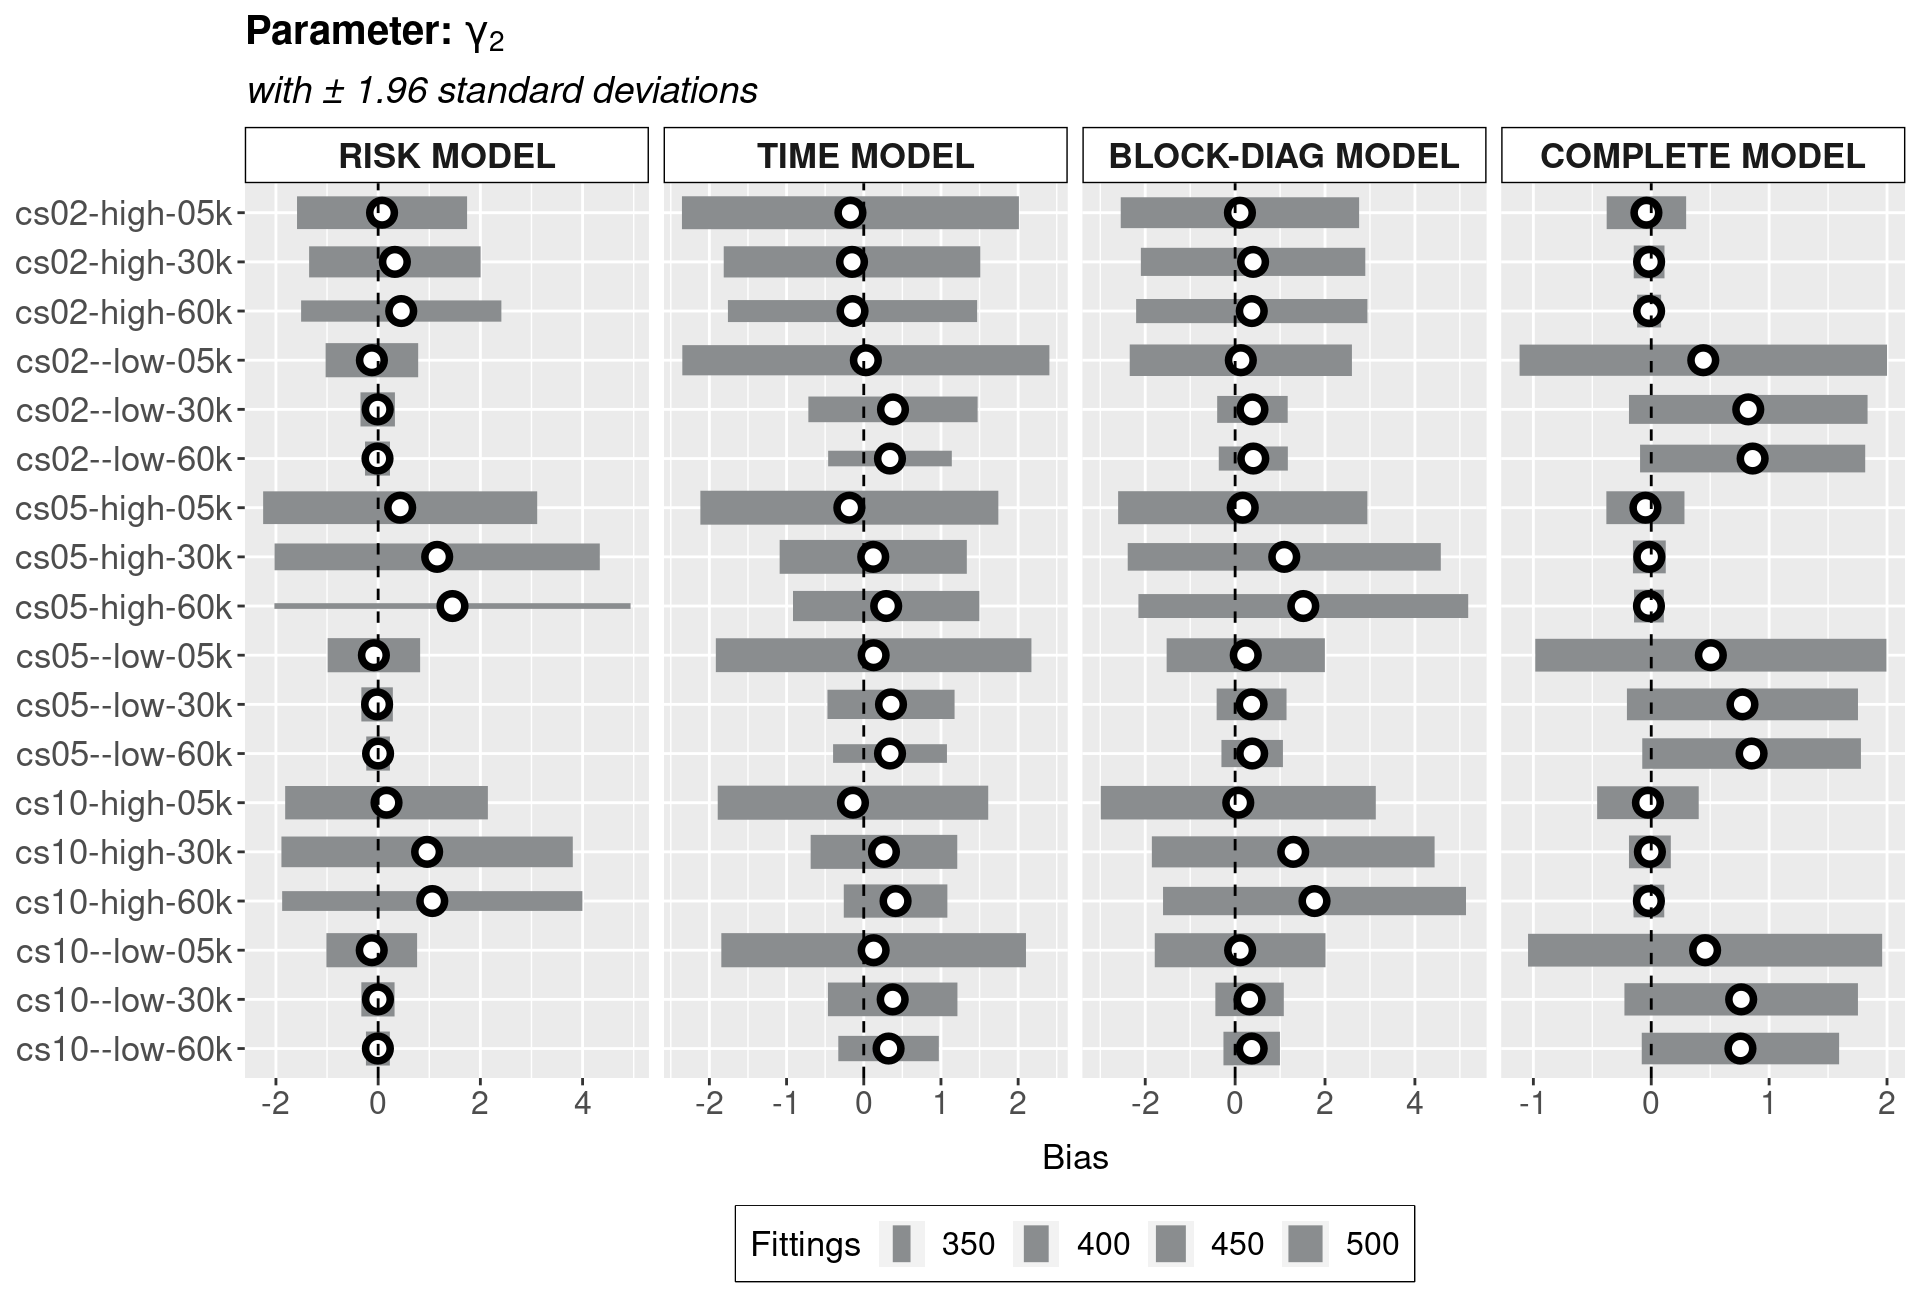 Parameter: γ₂
with ± 1.96 standard deviations
RISK MODEL TIME MODEL BLOCK-DIAG MODEL COMPLETE MODEL
cs02-high-05k
cs02-high-30k
cs02-high-60k
cs02--low-05k
cs02--low-30k
cs02--low-60k
cs05-high-05k
cs05-high-30k
cs05-high-60k
cs05--low-05k
cs05--low-30k
cs05--low-60k
cs10-high-05k
cs10-high-30k
cs10-high-60k
cs10--low-05k
cs10--low-30k
cs10--low-60k
-2 0 2 4 -2 -1 0 1 2 -2 0 2 4 -1 0 1 2
Bias
Fittings 350 400 450 500